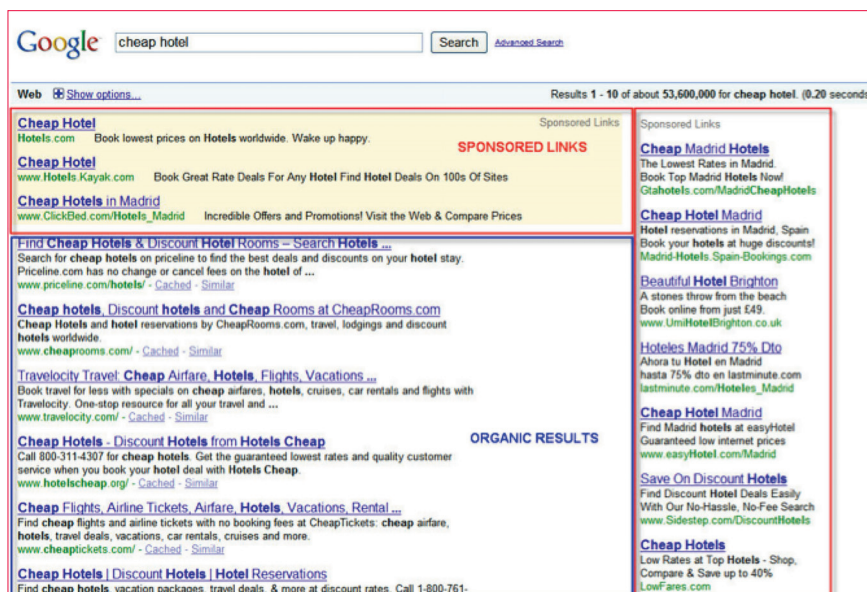 Google
cheap hotel
Search
Advanced Search
Web Show options...
Results 1 - 10 of about 53,600,000 for cheap hotel. (0.20 seconds
Cheap Hotel
Sponsored Links
Hotels.com Book lowest prices on Hotels worldwide. Wake up happy.
SPONSORED LINKS
Cheap Hotel
www.Hotels.Kayak.com Book Great Rate Deals For Any Hotel Find Hotel Deals On 100s Of Sites
Cheap Hotels in Madrid
www.ClickBed.com/Hotels_Madrid Incredible Offers and Promotions! Visit the Web & Compare Prices
Find Cheap Hotels & Discount Hotel Rooms – Search Hotels ...
Search for cheap hotels on priceline to find the best deals and discounts on your hotel stay.
Priceline.com has no change or cancel fees on the hotel of ...
www.priceline.com/hotels/ - Cached - Similar
Cheap hotels, Discount hotels and Cheap Rooms at CheapRooms.com
Cheap Hotels and hotel reservations by CheapRooms.com, travel, lodgings and discount
hotels worldwide.
www.cheaprooms.com/ - Cached - Similar
Travelocity Travel: Cheap Airfare, Hotels, Flights, Vacations ...
Book travel for less with specials on cheap airfares, hotels, cruises, car rentals and flights with
Travelocity. One-stop resource for all your travel and ...
www.travelocity.com/ - Cached - Similar
ORGANIC RESULTS
Cheap Hotels - Discount Hotels from Hotels Cheap
Call 800-311-4307 for cheap hotels. Get the guaranteed lowest rates and quality customer
service when you book your hotel deal with Hotels Cheap.
www.hotelscheap.org/ - Cached - Similar
Cheap Flights, Airline Tickets, Airfare, Hotels, Vacations, Rental ...
Find cheap flights and airline tickets with no booking fees at CheapTickets: cheap airfare,
hotels, travel deals, vacations, car rentals, cruises and more.
www.cheaptickets.com/ - Cached - Similar
Cheap Hotels | Discount Hotels | Hotel Reservations
Find cheap hotels, vacation packages, travel deals, & more at discount rates. Call 1-800-761-
Sponsored Links
Cheap Madrid Hotels
The Lowest Rates in Madrid.
Book Top Madrid Hotels Now!
Gtahotels.com/MadridCheapHotels
Cheap Hotel Madrid
Hotel reservations in Madrid, Spain
Book your hotels at huge discounts!
Madrid-Hotels.Spain-Bookings.com
Beautiful Hotel Brighton
A stones throw from the beach
Book online from just £49.
www.UmiHotelBrighton.co.uk
Hoteles Madrid 75% Dto
Ahora tu Hotel en Madrid
hasta 75% dto en lastminute.com
lastminute.com/Hoteles_Madrid
Cheap Hotel Madrid
Find Madrid hotels at easyHotel
Guaranteed low internet prices
www.easyHotel.com/Madrid
Save On Discount Hotels
Find Discount Hotel Deals Easily
With Our No-Hassle, No-Fee Search
www.Sidestep.com/DiscountHotels
Cheap Hotels
Low Rates at Top Hotels - Shop,
Compare & Save up to 40%
LowFares.com